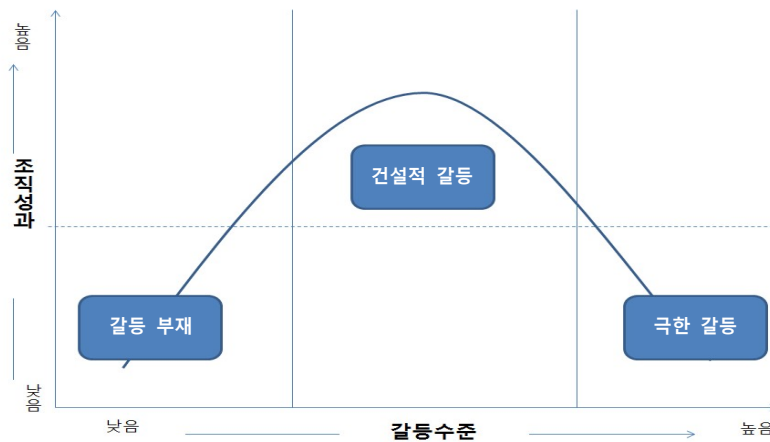 높음
조직성과
건설적 갈등
갈등 부재
극한 갈등
낮음
낮음
갈등수준
높음